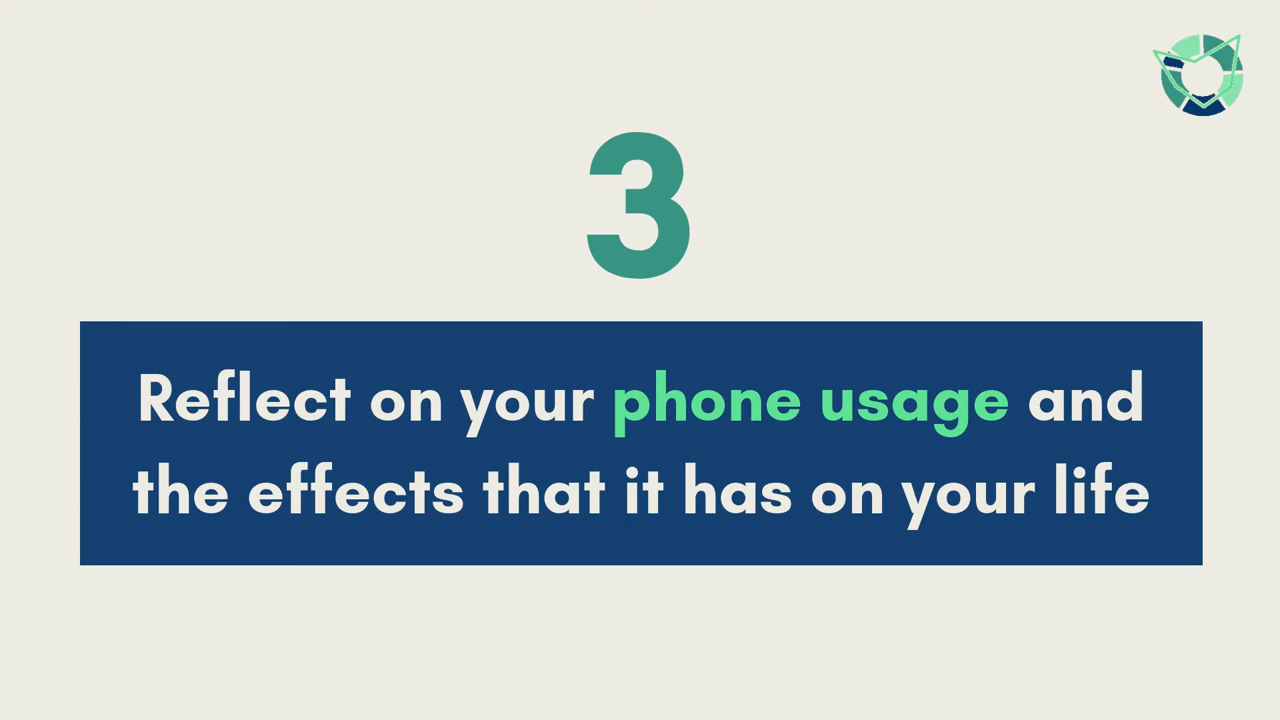 3
Reflect on your phone usage and
the effects that it has on your life